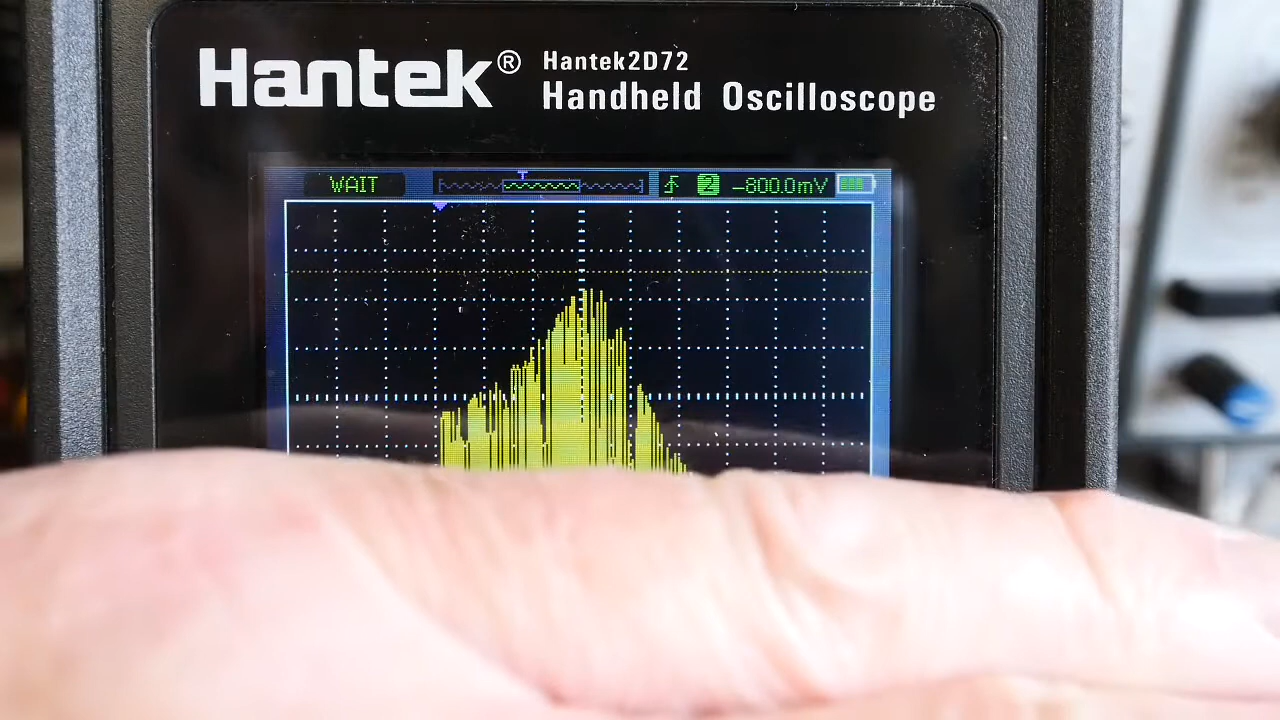 Hantek®
Hantek2D72
Handheld Oscilloscope
WAIT
T
2 -800.0mV